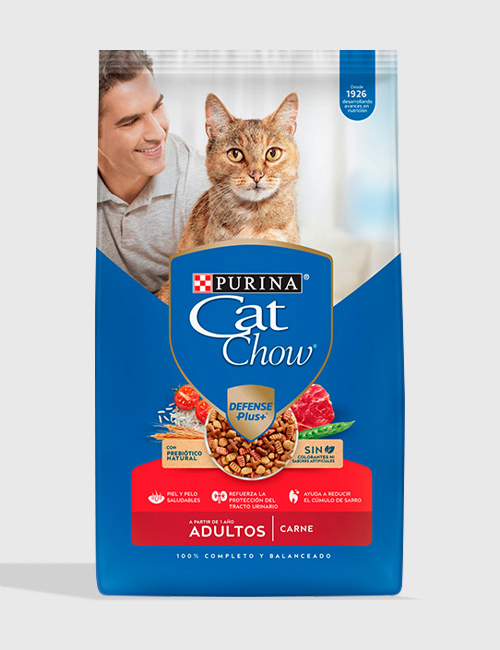 Desde
1926
desarrollando
avances en
nutrición
PURINA®
Cat
Chow®
DEFENSE
Plus+
CON
PREBIÓTICO
NATURAL
SIN
COLORANTES NI
SABORES ARTIFICIALES
PIEL Y PELO
SALUDABLES
REFUERZA LA
PROTECCIÓN DEL
TRACTO URINARIO
AYUDA A REDUCIR
EL CÚMULO DE SARRO
A PARTIR DE 1 AÑO
ADULTOS
CARNE
100% COMPLETO Y BALANCEADO